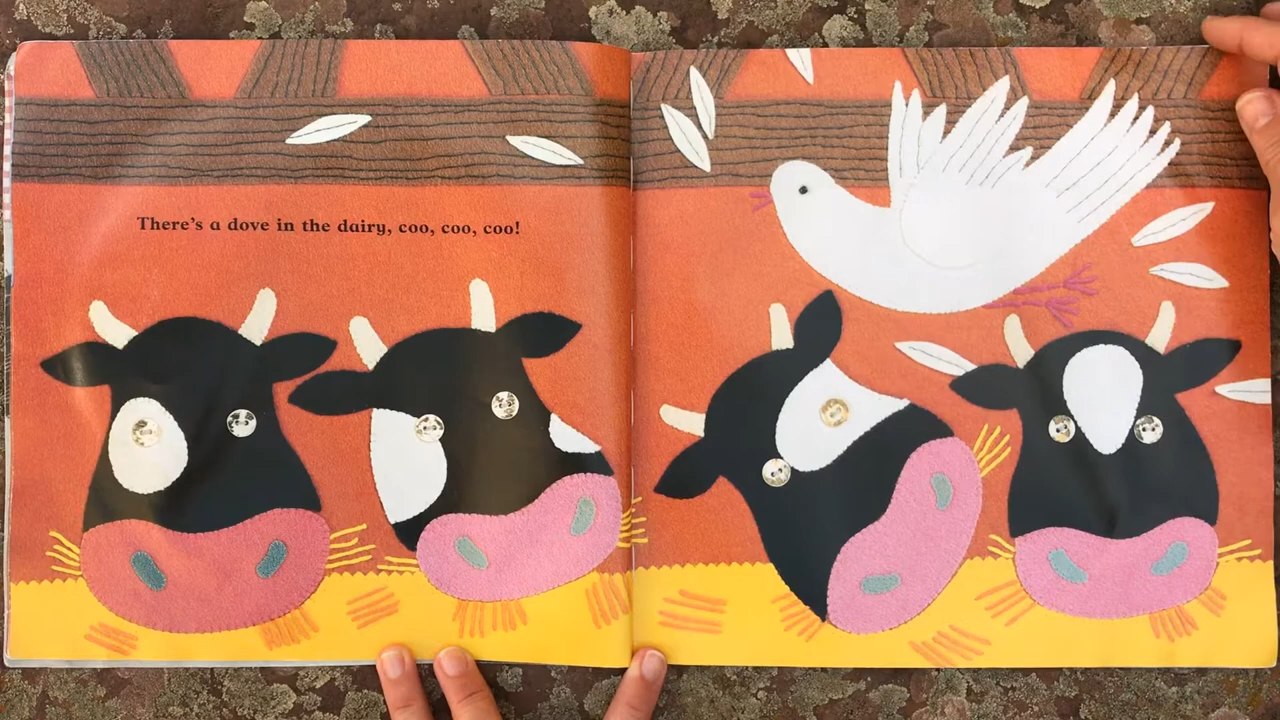 There's a dove in the dairy, coo, coo, coo!